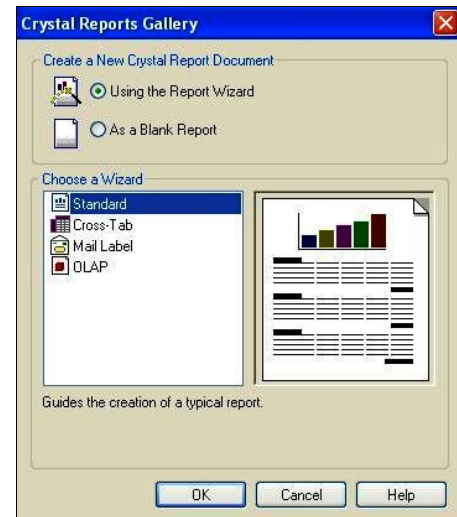 Crystal Reports Gallery
Create a New Crystal Report Document
Using the Report Wizard
As a Blank Report
Choose a Wizard
Standard
Cross-Tab
Mail Label
OLAP
Guides the creation of a typical report.
OK Cancel Help